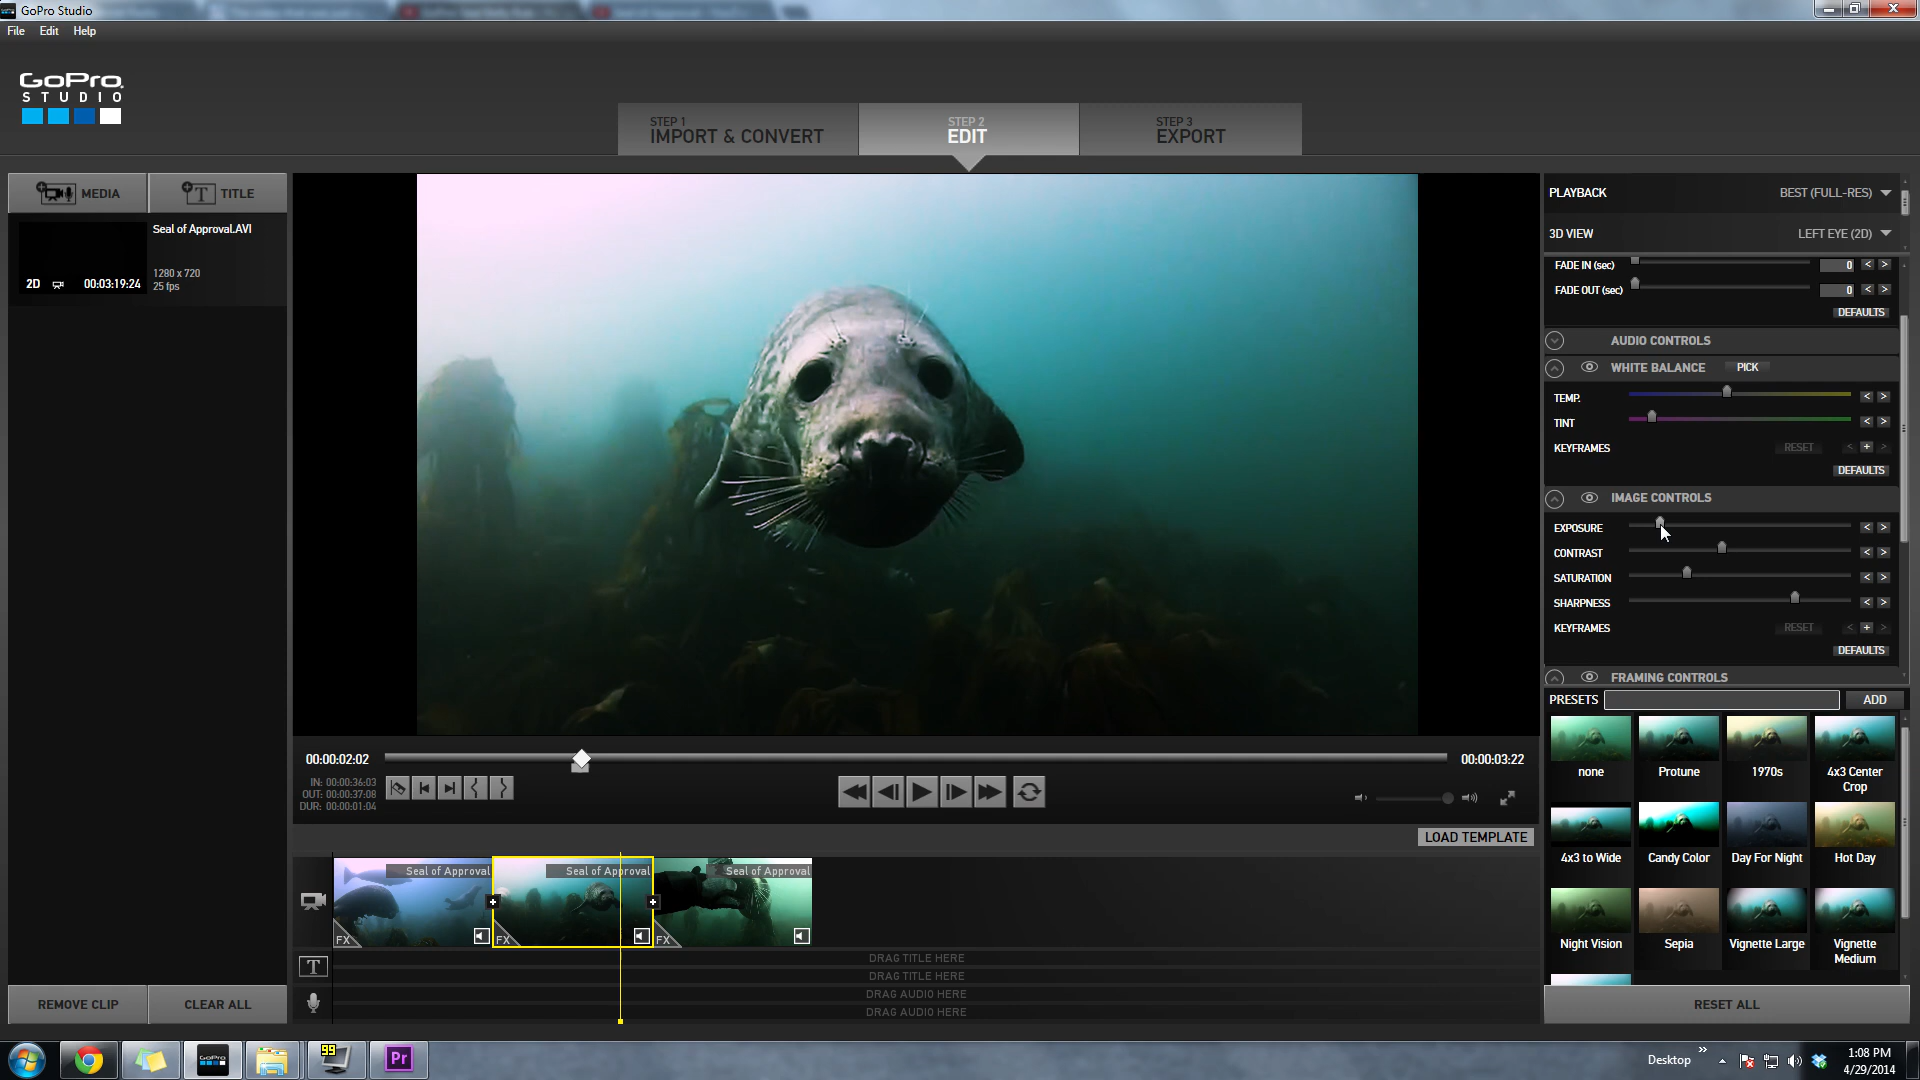 GoPro Studio
File Edit Help
GoPro
STUDIO
STEP 1
IMPORT & CONVERT
STEP 2
EDIT
STEP 3
EXPORT
MEDIA
T TITLE
Seal of Approval.AVI
1280 x 720
25 fps
2D 00:03:19:24
REMOVE CLIP
CLEAR ALL
00:00:02:02
00:00:03:22
IN: 00:00:36:03
OUT: 00:00:37:08
DUR: 00:00:01:04
LOAD TEMPLATE
Seal of Approval
Seal of Approval
Seal of Approval
FX
FX
FX
T
DRAG TITLE HERE
DRAG TITLE HERE
DRAG AUDIO HERE
DRAG AUDIO HERE
PLAYBACK BEST (FULL-RES)
3D VIEW LEFT EYE (2D)
FADE IN (sec) 0 < >
FADE OUT (sec) 0 < >
DEFAULTS
AUDIO CONTROLS
WHITE BALANCE PICK
TEMP. < >
TINT < >
KEYFRAMES RESET < + >
DEFAULTS
IMAGE CONTROLS
EXPOSURE < >
CONTRAST < >
SATURATION < >
SHARPNESS < >
KEYFRAMES RESET < + >
DEFAULTS
FRAMING CONTROLS
PRESETS ADD
none
Protune
1970s
4x3 Center
Crop
4x3 to Wide
Candy Color
Day For Night
Hot Day
Night Vision
Sepia
Vignette Large
Vignette
Medium
RESET ALL
GoPro
99
Pr
Desktop »
1:08 PM
4/29/2014